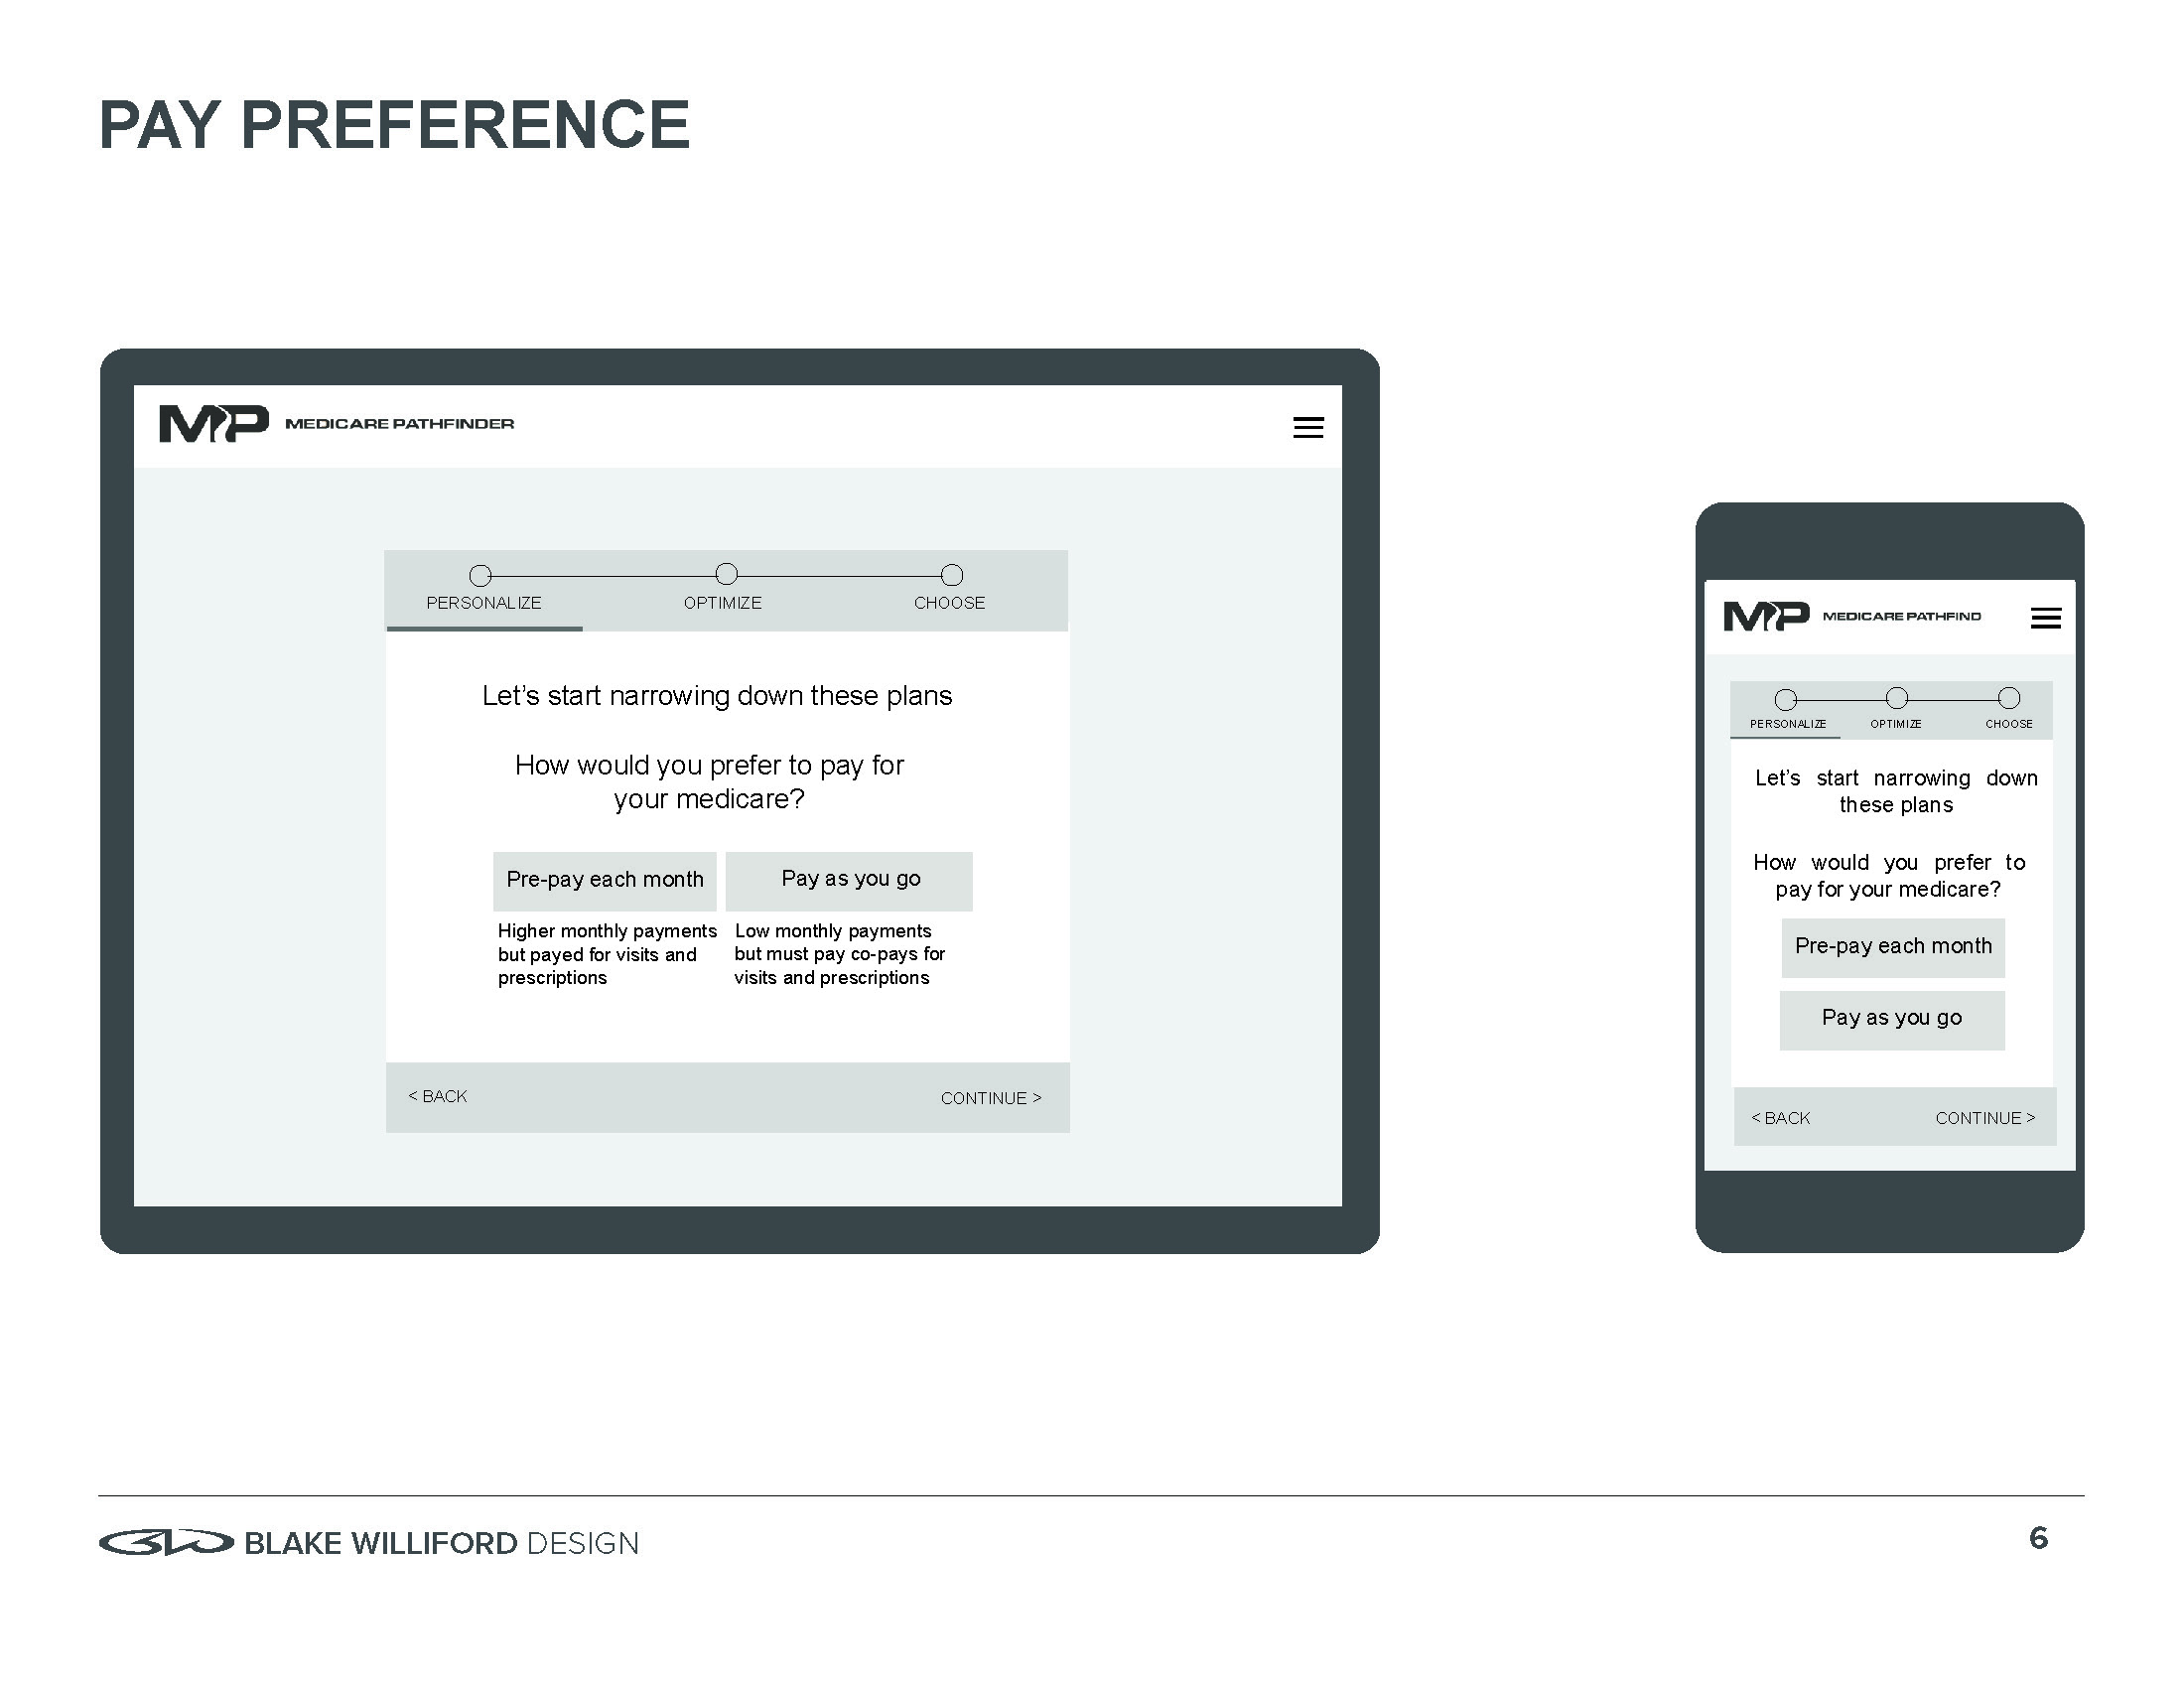 PAY PREFERENCE
MP MEDICARE PATHFINDER
PERSONALIZE OPTIMIZE CHOOSE
Let’s start narrowing down these plans
How would you prefer to pay for
your medicare?
Pre-pay each month Pay as you go
Higher monthly payments
but payed for visits and
prescriptions
Low monthly payments
but must pay co-pays for
visits and prescriptions
< BACK CONTINUE >
MP MEDICARE PATHFIND
PERSONALIZE OPTIMIZE CHOOSE
Let’s start narrowing down
these plans
How would you prefer to
pay for your medicare?
Pre-pay each month
Pay as you go
< BACK CONTINUE >
BW BLAKE WILLIFORD DESIGN
6